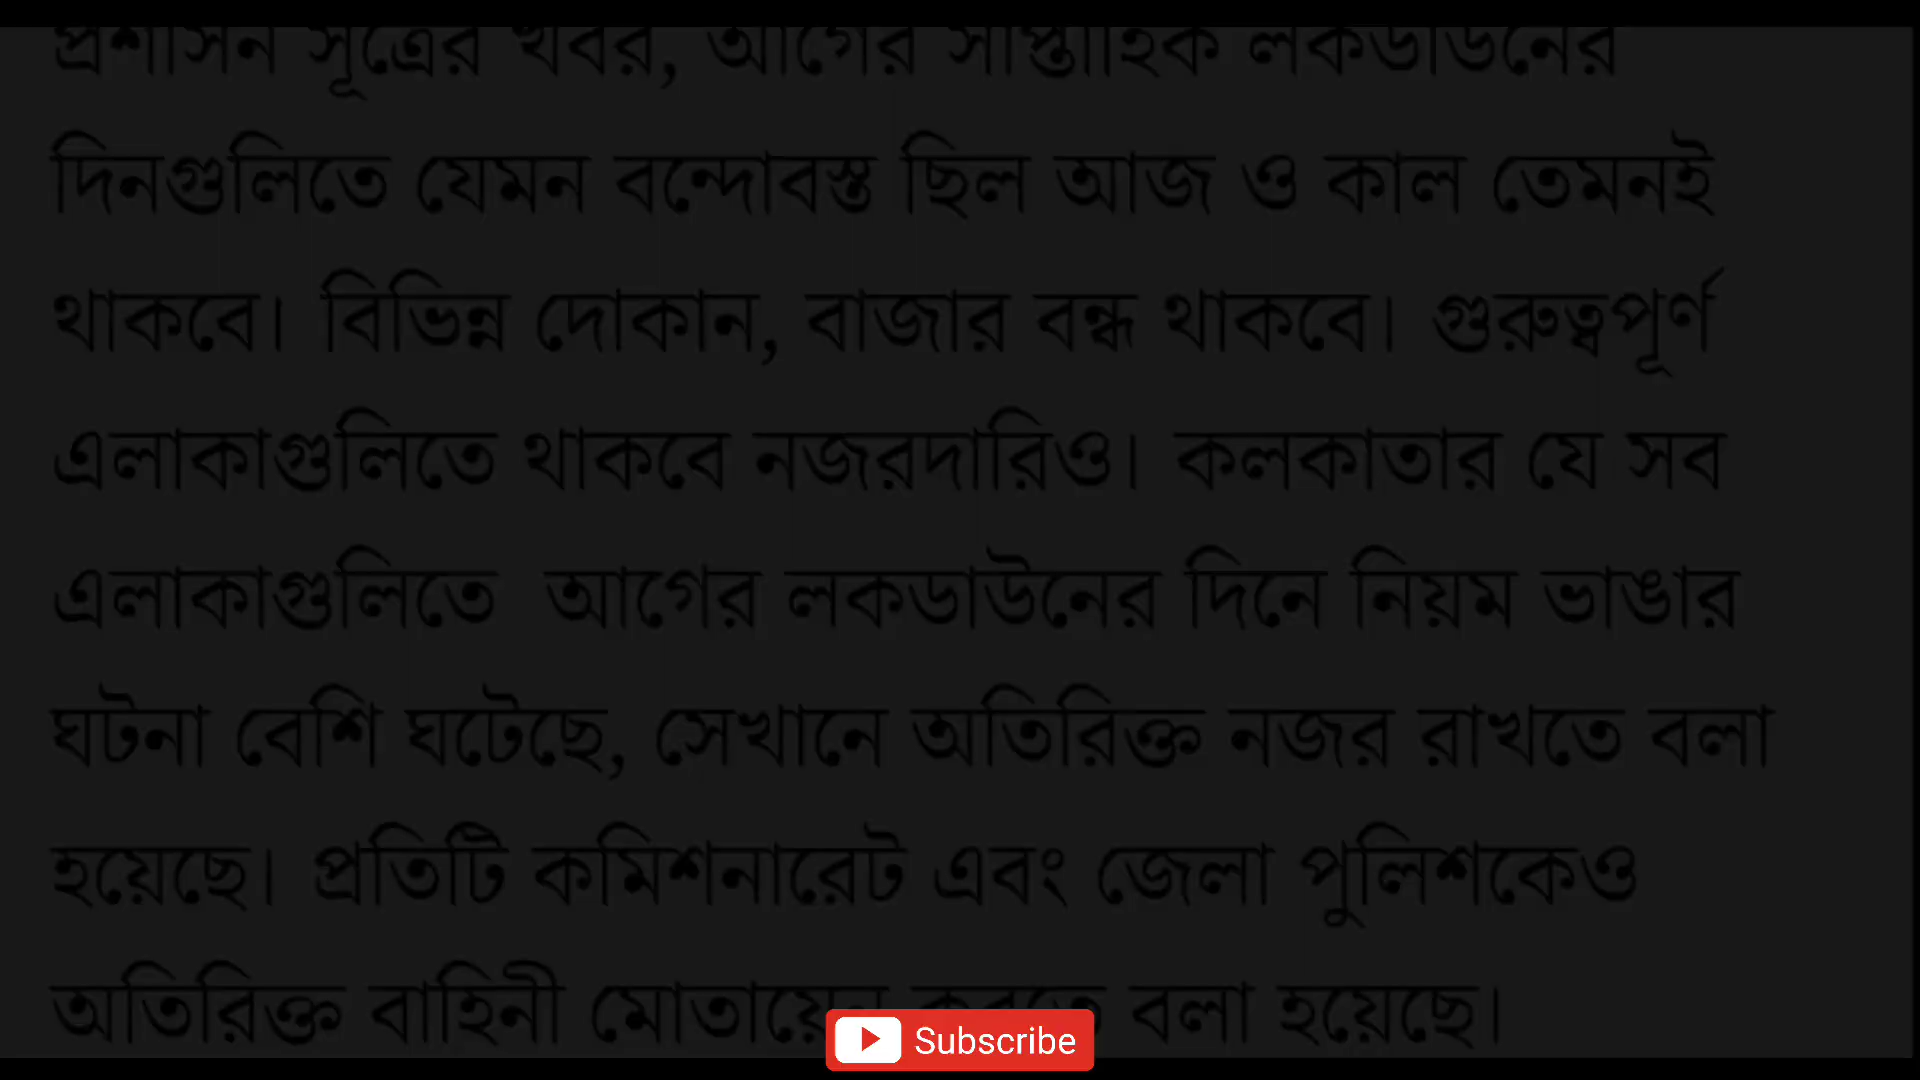 প্রশাসন সূত্রের খবর, আগের সাপ্তাহিক লকডাউনের
দিনগুলিতে যেমন বন্দোবস্ত ছিল আজ ও কাল তেমনই
থাকবে। বিভিন্ন দোকান, বাজার বন্ধ থাকবে। গুরুত্বপূর্ণ
এলাকাগুলিতে থাকবে নজরদারিও। কলকাতার যে সব
এলাকাগুলিতে আগের লকডাউনের দিনে নিয়ম ভাঙার
ঘটনা বেশি ঘটেছে, সেখানে অতিরিক্ত নজর রাখতে বলা
হয়েছে। প্রতিটি কমিশনারেট এবং জেলা পুলিশকেও
অতিরিক্ত বাহিনী মোতায়েন করতে বলা হয়েছে।
Subscribe